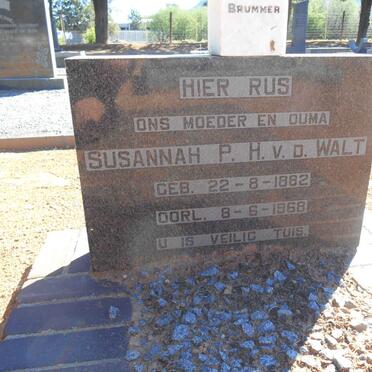 BRUMMER
HIER RUS
ONS MOEDER EN OUMA
SUSANNAH P. H. V. D. WALT
GEB. 22-8-1882
OORL. 8-6-1968
U IS VEILIG TUIS